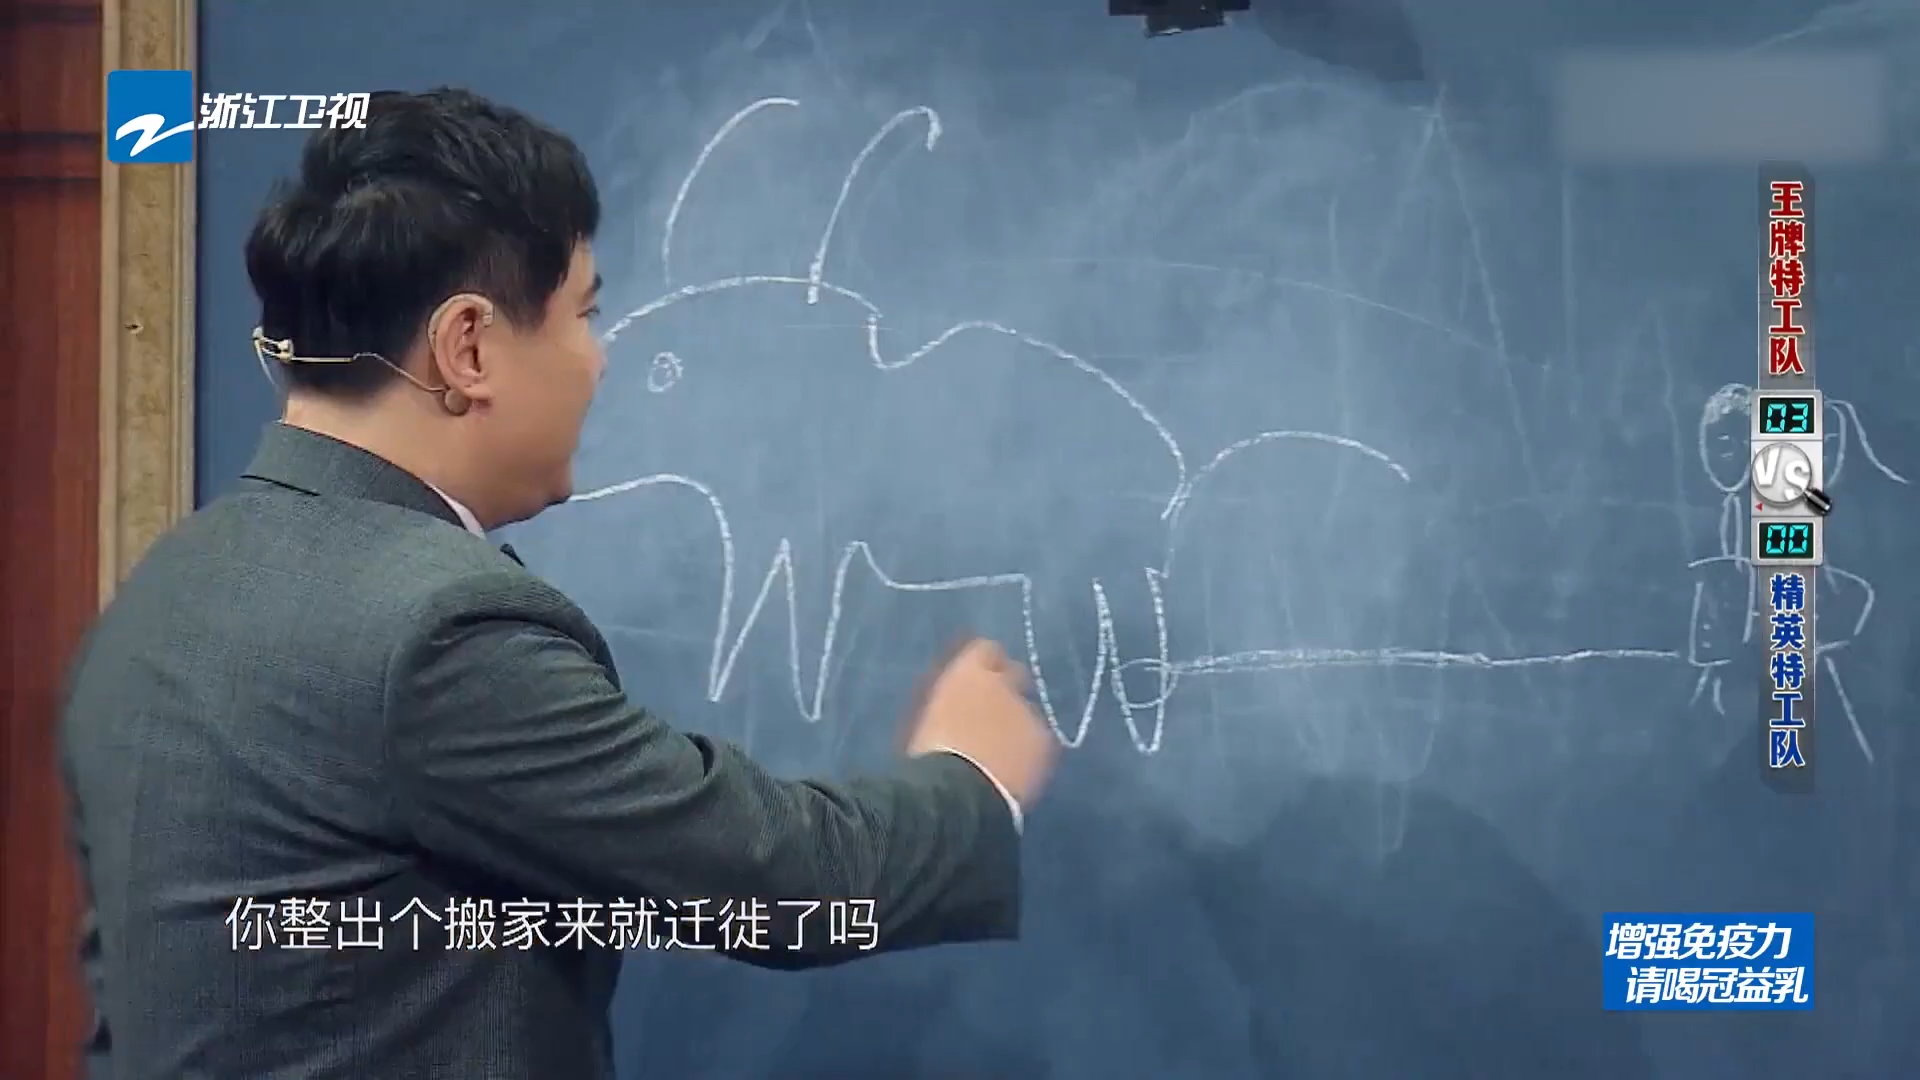 浙江卫视
王牌特工队
03
VS
00
精英特工队
你整出个搬家来就迁徙了吗
增强免疫力
请喝冠益乳